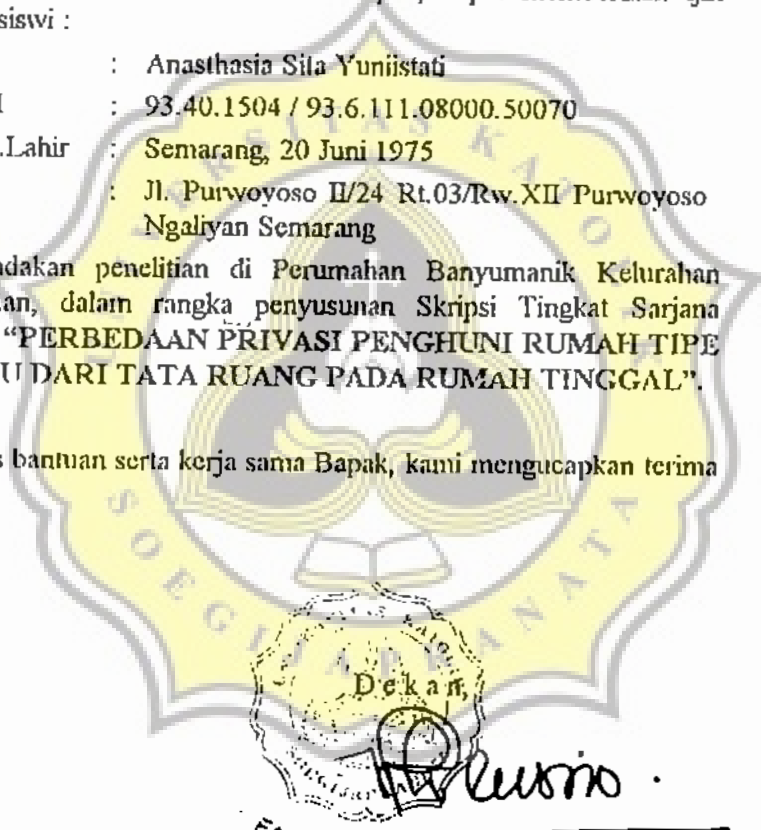 siswi :
: Anasthasia Sila Yuniistati
: 93.40.1504 / 93.6.111.08000.50070
.Lahir : Semarang, 20 Juni 1975
: Jl. Purwoyoso II/24 Rt.03/Rw.XII Purwoyoso
Ngaliyan Semarang
adakan penelitian di Perumahan Banyumanik Kelurahan
an, dalam rangka penyusunan Skripsi Tingkat Sarjana
“PERBEDAAN PRIVASI PENGHUNI RUMAH TIPE
U DARI TATA RUANG PADA RUMAH TINGGAL”.
s bantuan serta kerja sama Bapak, kami mengucapkan terima
SOEGIJAPRANATA
Dekan,